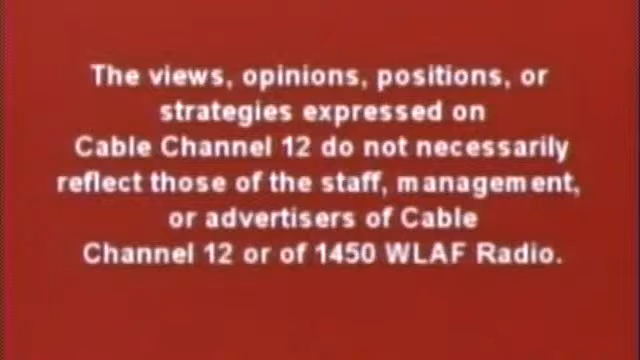 The views, opinions, positions, or
strategies expressed on
Cable Channel 12 do not necessarily
reflect those of the staff, management,
or advertisers of Cable
Channel 12 or of 1450 WLAF Radio.